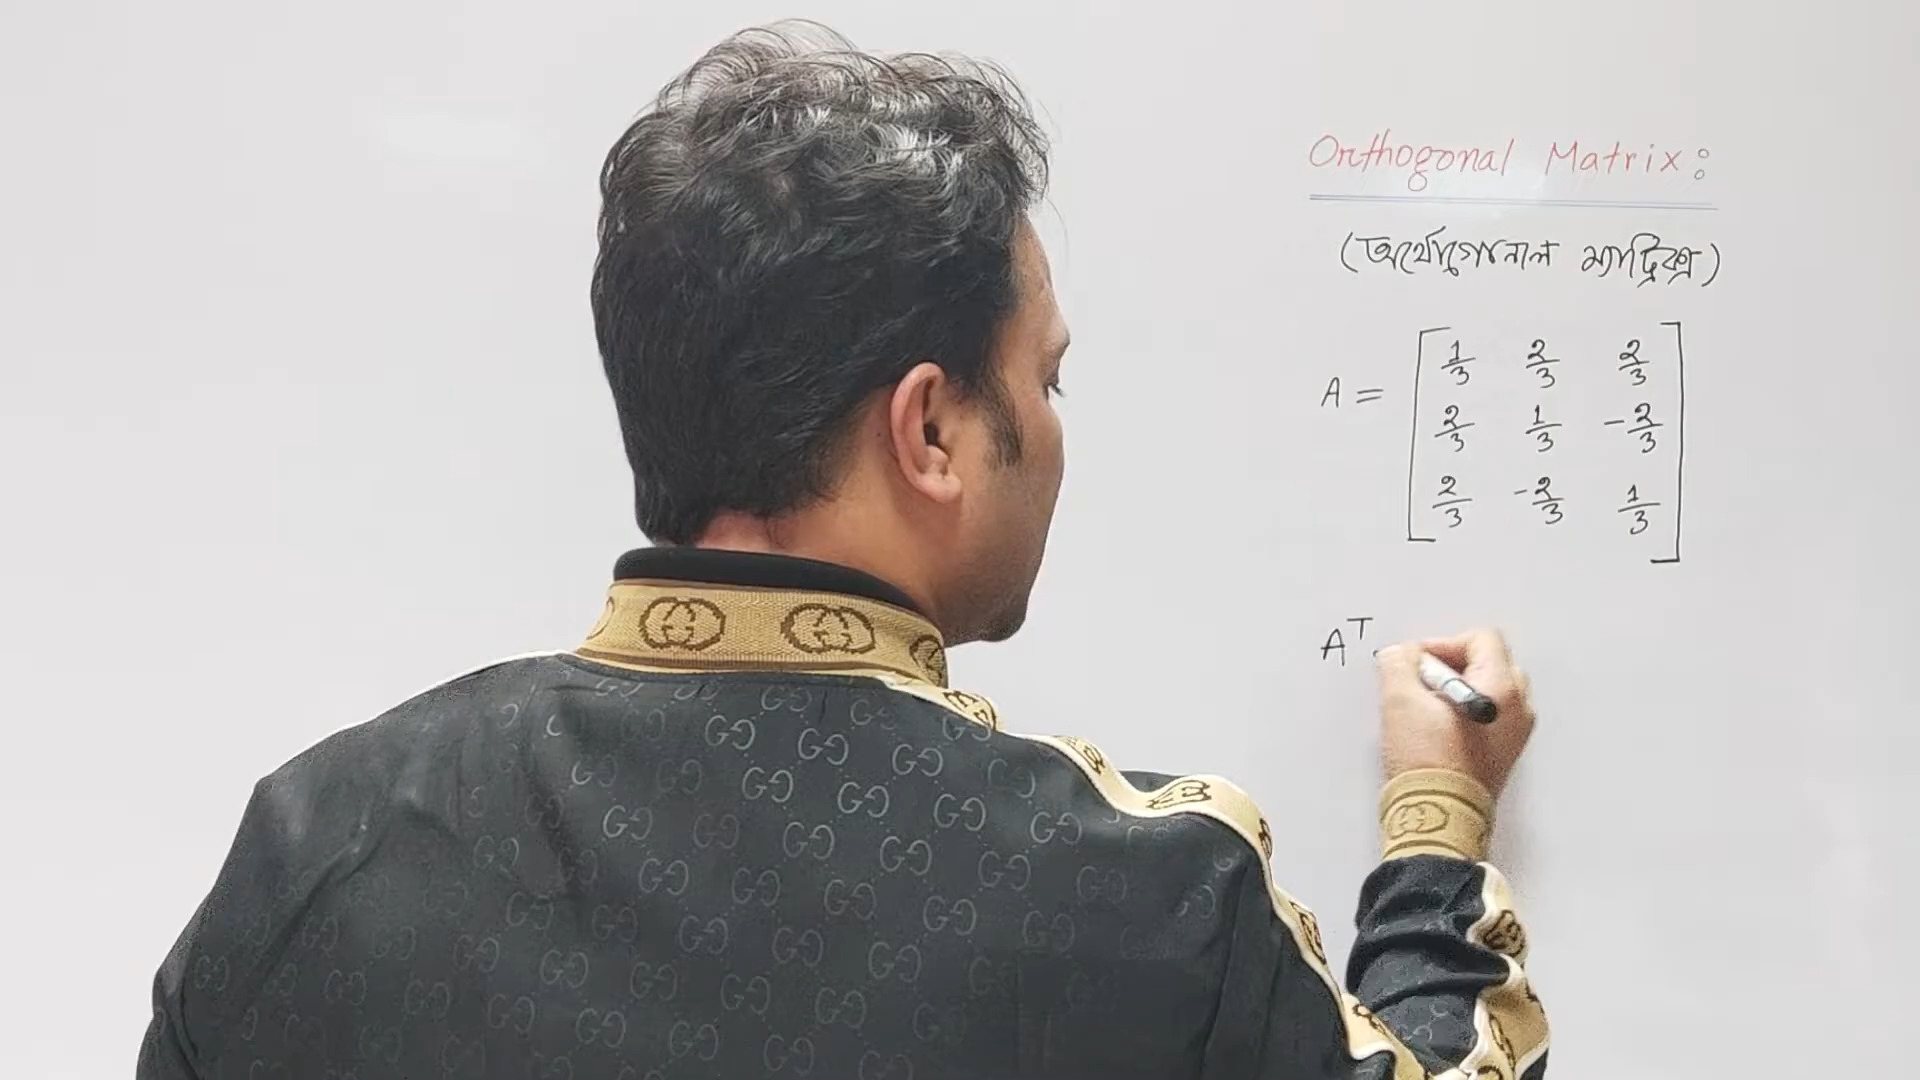 Orthogonal Matrix:
(অর্থোগোনাল ম্যাট্রিক্স)
A = [ 1/3 2/3 2/3
2/3 1/3 -2/3
2/3 -2/3 1/3 ]
A^T